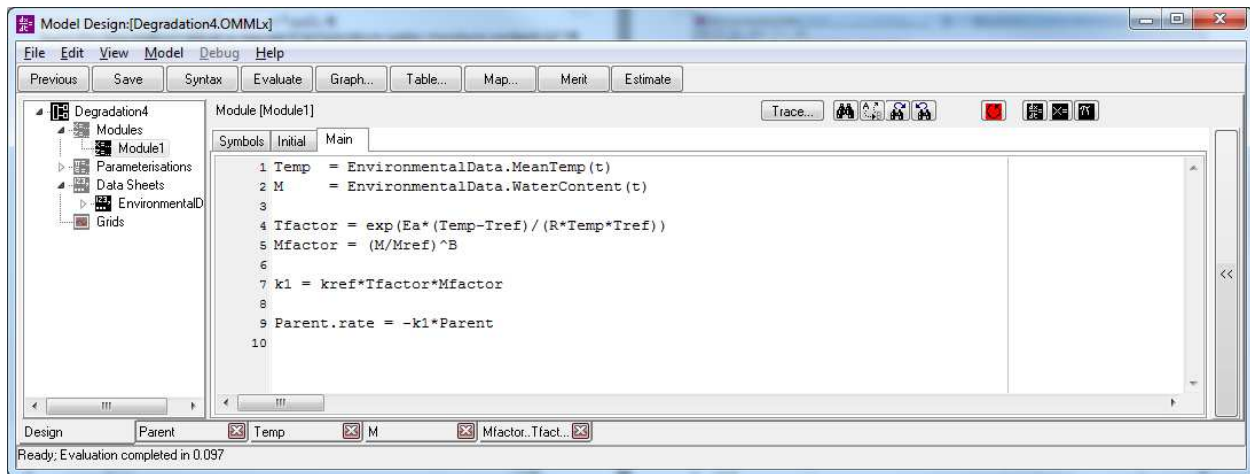 Model Design:[Degradation4.OMMLx]
File Edit View Model Debug Help
Previous Save Syntax Evaluate Graph... Table... Map... Merit Estimate
Degradation4
Modules
Module1
Parameterisations
Data Sheets
EnvironmentalD
Grids
Module [Module1] Trace...
Symbols Initial Main
1 Temp = EnvironmentalData.MeanTemp(t)
2 M = EnvironmentalData.WaterContent(t)
3
4 Tfactor = exp(Ea*(Temp-Tref)/(R*Temp*Tref))
5 Mfactor = (M/Mref)^B
6
7 k1 = kref*Tfactor*Mfactor
8
9 Parent.rate = -k1*Parent
10
<<
Design Parent Temp M Mfactor..Tfact...
Ready; Evaluation completed in 0.097